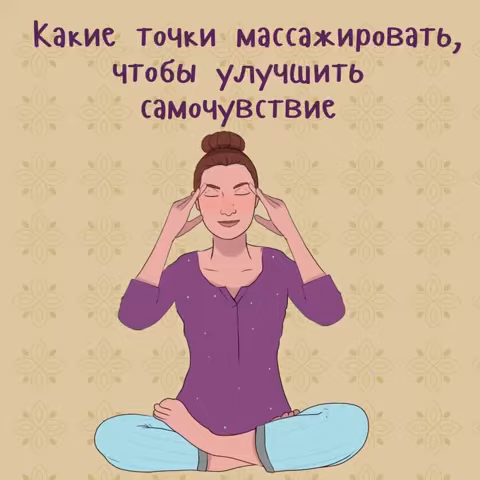 Какие точки массажировать,
чтобы улучшить
самочувствие